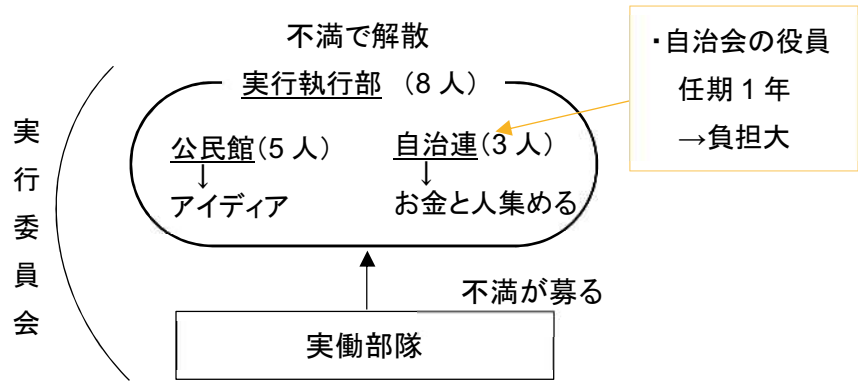 不満で解散
実行執行部 (8 人)
公民館(5 人)
↓
アイディア
自治連(3 人)
↓
お金と人集める
・自治会の役員
任期 1 年
→負担大
実行委員会
不満が募る
実働部隊